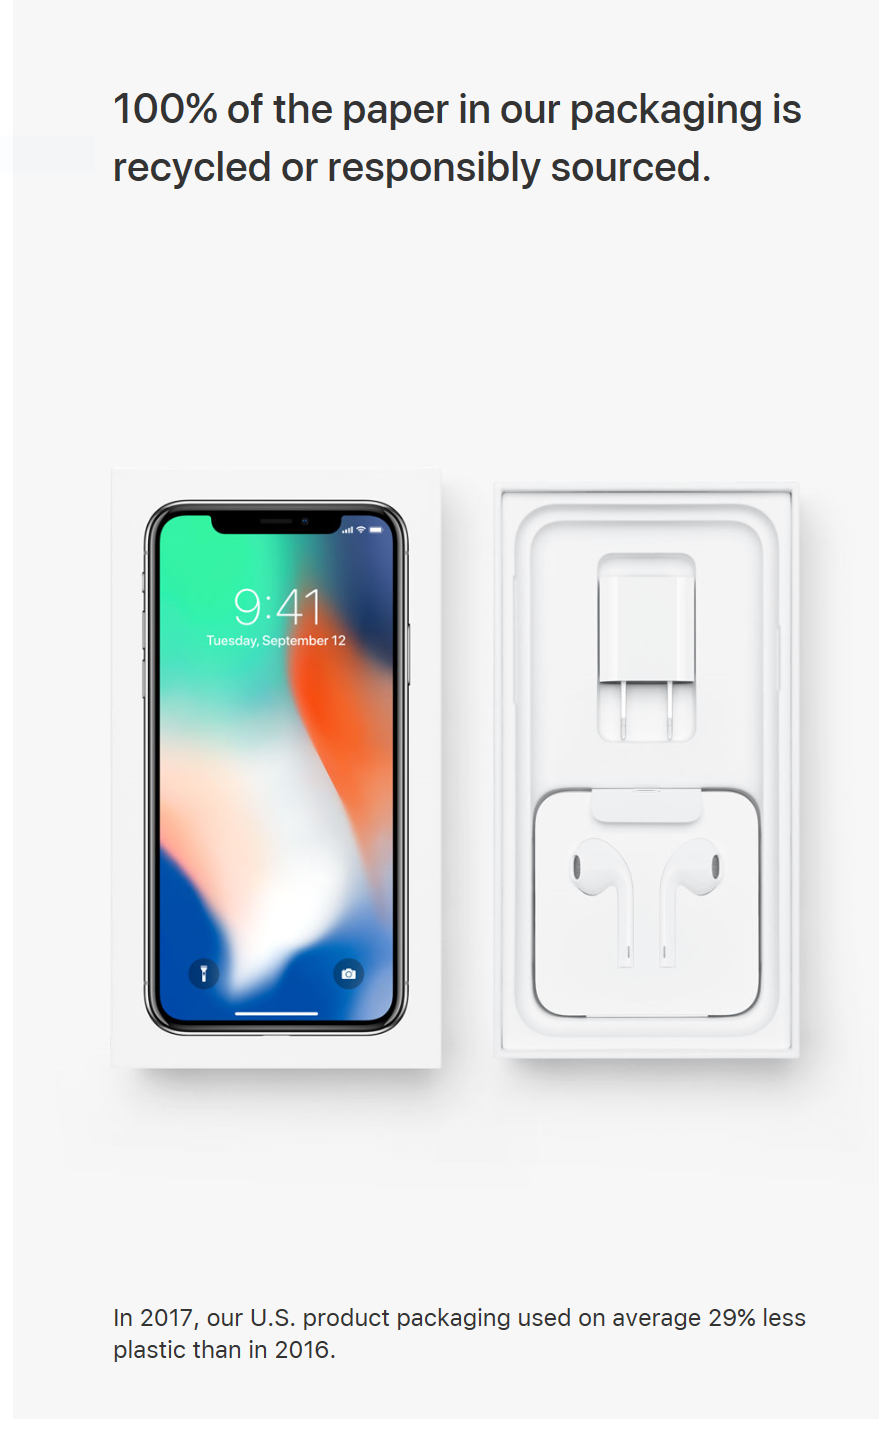 100% of the paper in our packaging is
recycled or responsibly sourced.
9:41
Tuesday, September 12
In 2017, our U.S. product packaging used on average 29% less
plastic than in 2016.